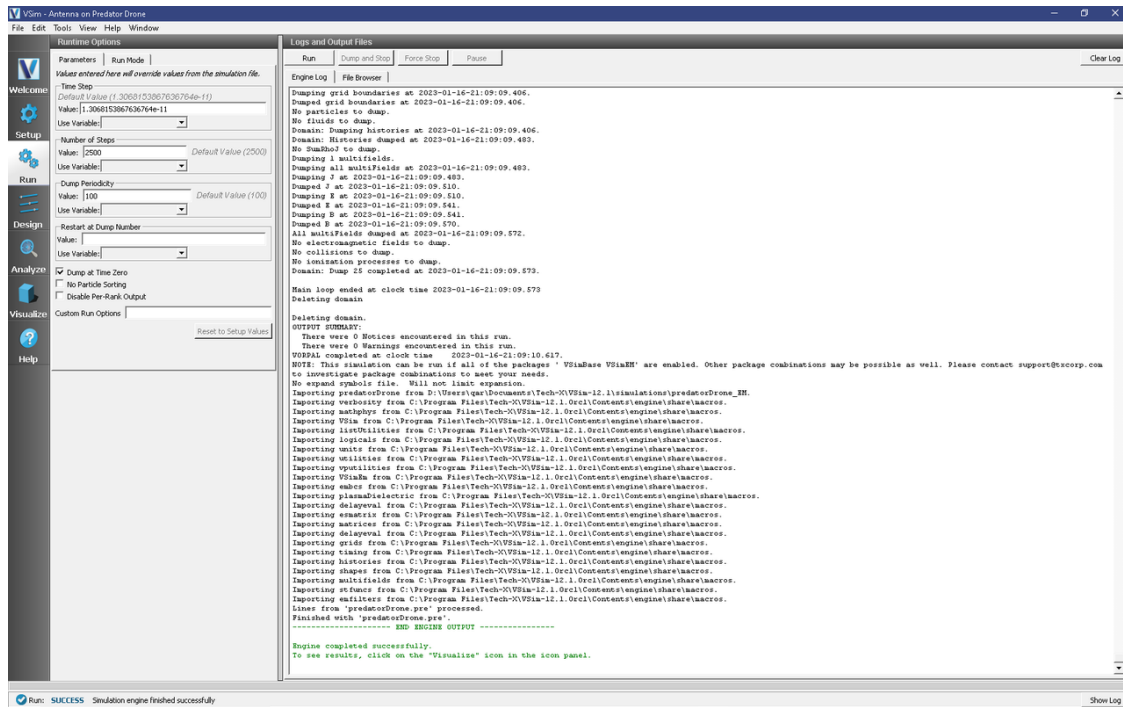 VSim - Antenna on Predator Drone
File Edit Tools View Help Window
Welcome
Setup
Run
Design
Analyze
Visualize
Help
Runtime Options
Parameters Run Mode
Values entered here will override values from the simulation file.
Time Step
Default Value (1.3068153867636764e-11)
Value: 1.3068153867636764e-11
Use Variable:
Number of Steps
Value: 2500 Default Value (2500)
Use Variable:
Dump Periodicity
Value: 100 Default Value (100)
Use Variable:
Restart at Dump Number
Value:
Use Variable:
Dump at Time Zero
No Particle Sorting
Disable Per-Rank Output
Custom Run Options
Reset to Setup Values
Logs and Output Files
Run Dump and Stop Force Stop Pause Clear Log
Engine Log File Browser
Dumping grid boundaries at 2023-01-16-21:09:09.406.
Dumped grid boundaries at 2023-01-16-21:09:09.406.
No particles to dump.
No fluids to dump.
Domain: Dumping histories at 2023-01-16-21:09:09.406.
Domain: Histories dumped at 2023-01-16-21:09:09.483.
No SumRhoJ to dump.
Dumping 1 multifields.
Dumping all multiFields at 2023-01-16-21:09:09.483.
Dumping J at 2023-01-16-21:09:09.483.
Dumped J at 2023-01-16-21:09:09.510.
Dumping E at 2023-01-16-21:09:09.510.
Dumped E at 2023-01-16-21:09:09.541.
Dumping B at 2023-01-16-21:09:09.541.
Dumped B at 2023-01-16-21:09:09.570.
All multiFields dumped at 2023-01-16-21:09:09.572.
No electromagnetic fields to dump.
No collisions to dump.
No ionization processes to dump.
Domain: Dump 25 completed at 2023-01-16-21:09:09.573.
Main loop ended at clock time 2023-01-16-21:09:09.573
Deleting domain
Deleting domain.
OUTPUT SUMMARY:
There were 0 Notices encountered in this run.
There were 0 Warnings encountered in this run.
VORPAL completed at clock time 2023-01-16-21:09:10.617.
NOTE: This simulation can be run if all of the packages ' VSimBase VSimEM' are enabled. Other package combinations may be possible as well. Please contact support@txcorp.com
to investigate package combinations to meet your needs.
No expand symbols file. Will not limit expansion.
Importing predatorDrone from D:\Users\qar\Documents\Tech-X\VSim-12.1\simulations\predatorDrone_EM.
Importing verbosity from C:\Program Files\Tech-X\VSim-12.1.0rc1\Contents\engine\share\macros.
Importing mathphys from C:\Program Files\Tech-X\VSim-12.1.0rc1\Contents\engine\share\macros.
Importing VSim from C:\Program Files\Tech-X\VSim-12.1.0rc1\Contents\engine\share\macros.
Importing listUtilities from C:\Program Files\Tech-X\VSim-12.1.0rc1\Contents\engine\share\macros.
Importing logicals from C:\Program Files\Tech-X\VSim-12.1.0rc1\Contents\engine\share\macros.
Importing units from C:\Program Files\Tech-X\VSim-12.1.0rc1\Contents\engine\share\macros.
Importing utilities from C:\Program Files\Tech-X\VSim-12.1.0rc1\Contents\engine\share\macros.
Importing vputilities from C:\Program Files\Tech-X\VSim-12.1.0rc1\Contents\engine\share\macros.
Importing VSimEm from C:\Program Files\Tech-X\VSim-12.1.0rc1\Contents\engine\share\macros.
Importing embcs from C:\Program Files\Tech-X\VSim-12.1.0rc1\Contents\engine\share\macros.
Importing plasmaDielectric from C:\Program Files\Tech-X\VSim-12.1.0rc1\Contents\engine\share\macros.
Importing delayeval from C:\Program Files\Tech-X\VSim-12.1.0rc1\Contents\engine\share\macros.
Importing esmatrix from C:\Program Files\Tech-X\VSim-12.1.0rc1\Contents\engine\share\macros.
Importing matrices from C:\Program Files\Tech-X\VSim-12.1.0rc1\Contents\engine\share\macros.
Importing delayeval from C:\Program Files\Tech-X\VSim-12.1.0rc1\Contents\engine\share\macros.
Importing grids from C:\Program Files\Tech-X\VSim-12.1.0rc1\Contents\engine\share\macros.
Importing timing from C:\Program Files\Tech-X\VSim-12.1.0rc1\Contents\engine\share\macros.
Importing histories from C:\Program Files\Tech-X\VSim-12.1.0rc1\Contents\engine\share\macros.
Importing shapes from C:\Program Files\Tech-X\VSim-12.1.0rc1\Contents\engine\share\macros.
Importing multifields from C:\Program Files\Tech-X\VSim-12.1.0rc1\Contents\engine\share\macros.
Importing stfuncs from C:\Program Files\Tech-X\VSim-12.1.0rc1\Contents\engine\share\macros.
Importing emfilters from C:\Program Files\Tech-X\VSim-12.1.0rc1\Contents\engine\share\macros.
Lines from 'predatorDrone.pre' processed.
Finished with 'predatorDrone.pre'.
-------------------- END ENGINE OUTPUT ----------------
Engine completed successfully.
To see results, click on the "Visualize" icon in the icon panel.
Run: SUCCESS Simulation engine finished successfully
Show Log